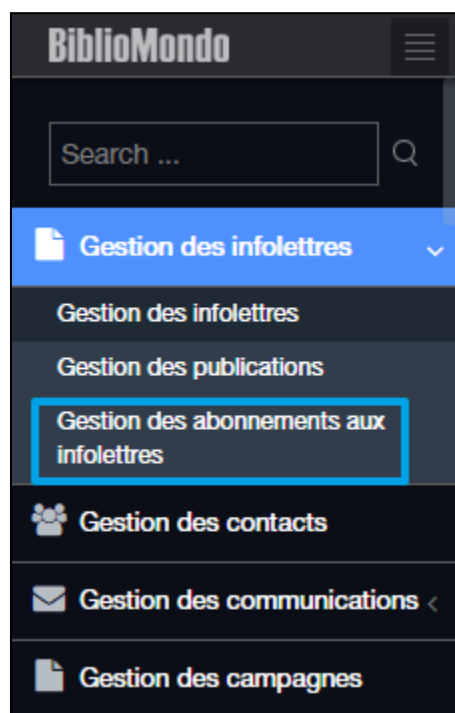 BiblioMondo
Search ...
Gestion des infolettres
Gestion des infolettres
Gestion des publications
Gestion des abonnements aux
infolettres
Gestion des contacts
Gestion des communications
Gestion des campagnes